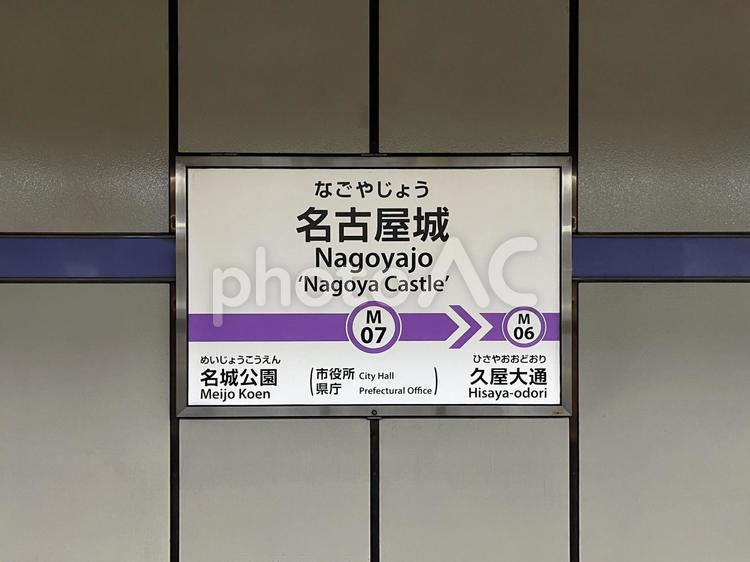 なごやじょう
名古屋城
Nagoyajo
‘Nagoya Castle’
M
07
M
06
めいじょうこうえん
名城公園
Meijo Koen
(市役所 City Hall
県庁 Prefectural Office)
ひさやおおどおり
久屋大通
Hisaya-odori
photoAC